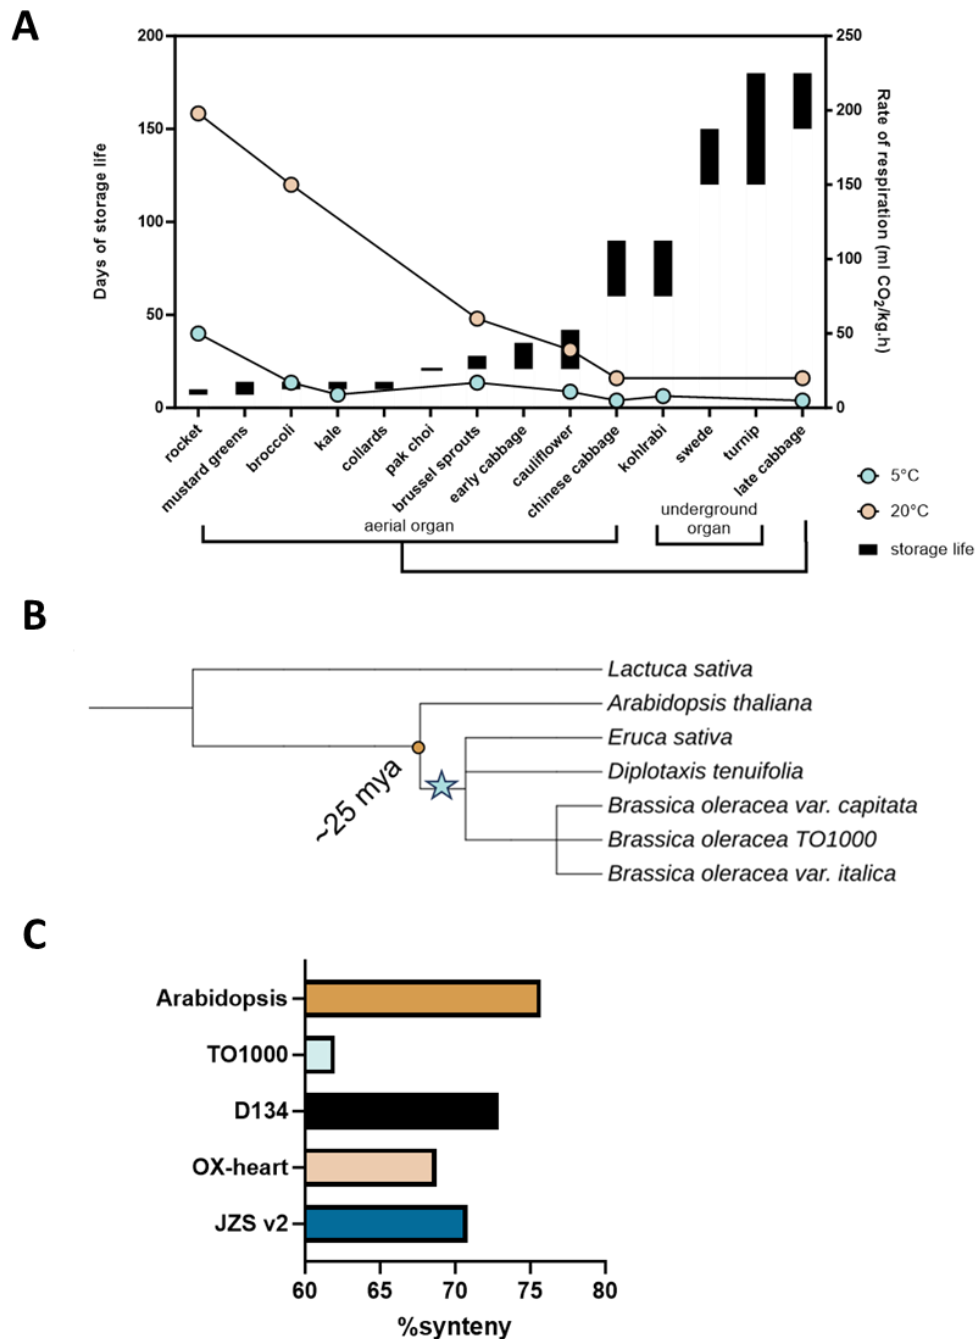 A
200
150
100
50
0
Days of storage life
250
200
150
100
50
0
Rate of respiration (ml CO₂/kg.h)
rocket
mustard greens
broccoli
kale
collards
pak choi
brussel sprouts
early cabbage
cauliflower
chinese cabbage
kohlrabi
swede
turnip
late cabbage
aerial organ
underground
organ
5°C
20°C
storage life
B
~25 mya
Lactuca sativa
Arabidopsis thaliana
Eruca sativa
Diplotaxis tenuifolia
Brassica oleracea var. capitata
Brassica oleracea TO1000
Brassica oleracea var. italica
C
Arabidopsis
TO1000
D134
OX-heart
JZS v2
60 65 70 75 80
%synteny